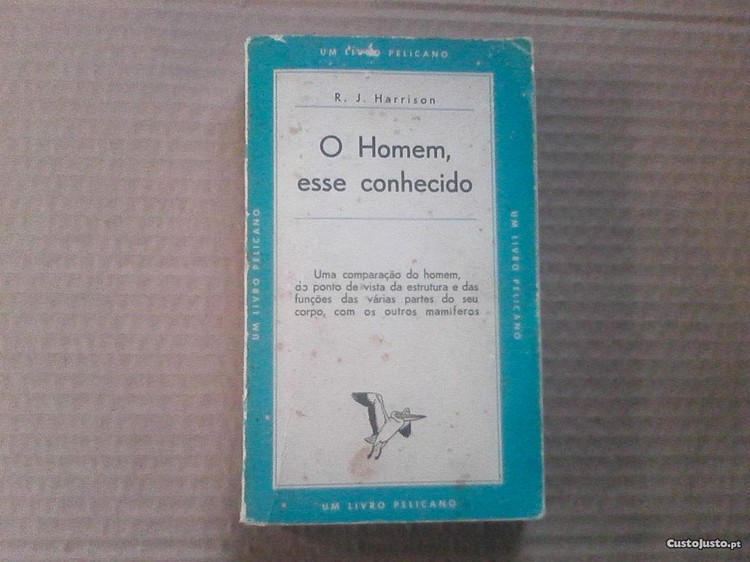 UM LIVRO PELICANO
R. J. Harrison
O Homem,
esse conhecido
Uma comparação do homem,
do ponto de vista da estrutura e das
funções das várias partes do seu
corpo, com os outros mamiferos
UM LIVRO PELICANO
UM LIVRO PELICANO
UM LIVRO PELICANO
CustoJusto.pt